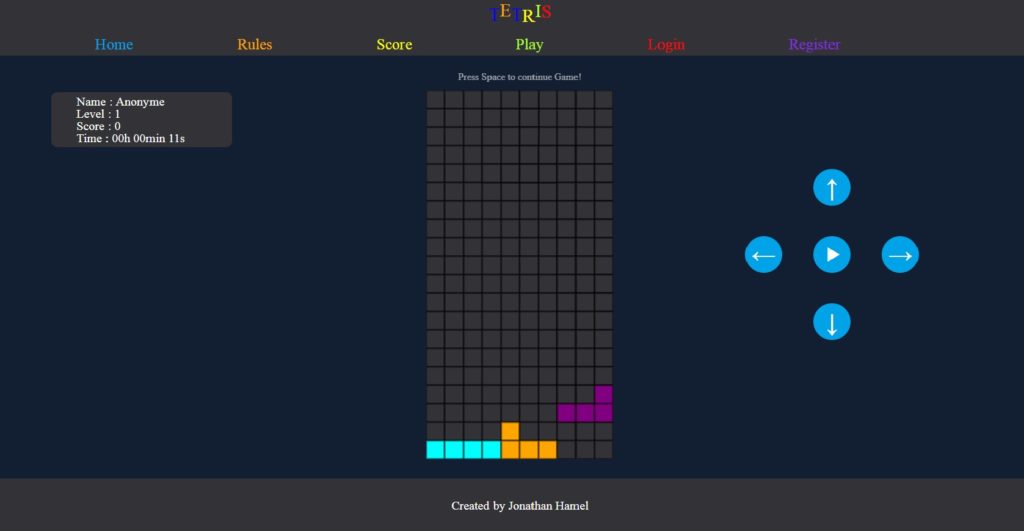 TETRIS
Home Rules Score Play Login Register
Press Space to continue Game!
Name : Anonyme
Level : 1
Score : 0
Time : 00h 00min 11s
Created by Jonathan Hamel